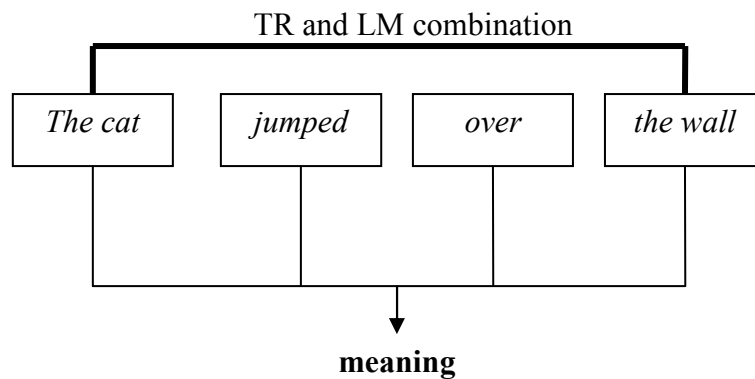 TR and LM combination
The cat jumped over the wall
meaning